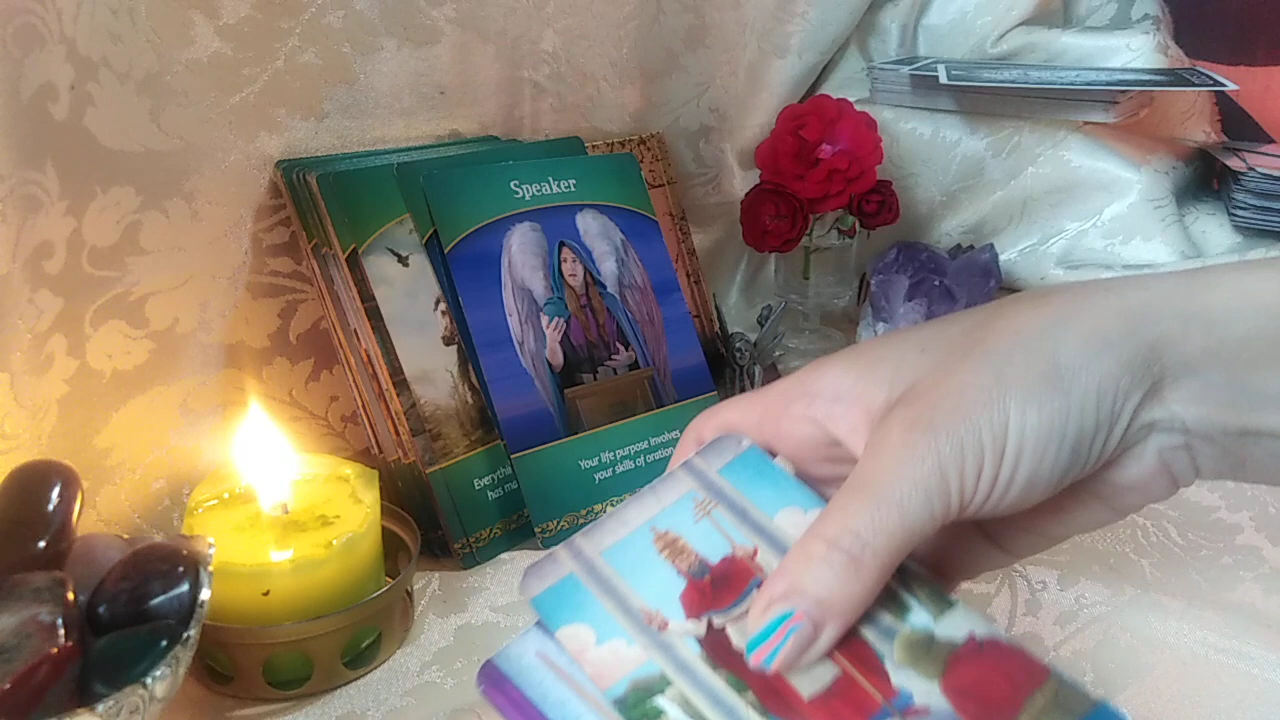 Speaker
Your life purpose involves
your skills of oration
Everythi
has ma